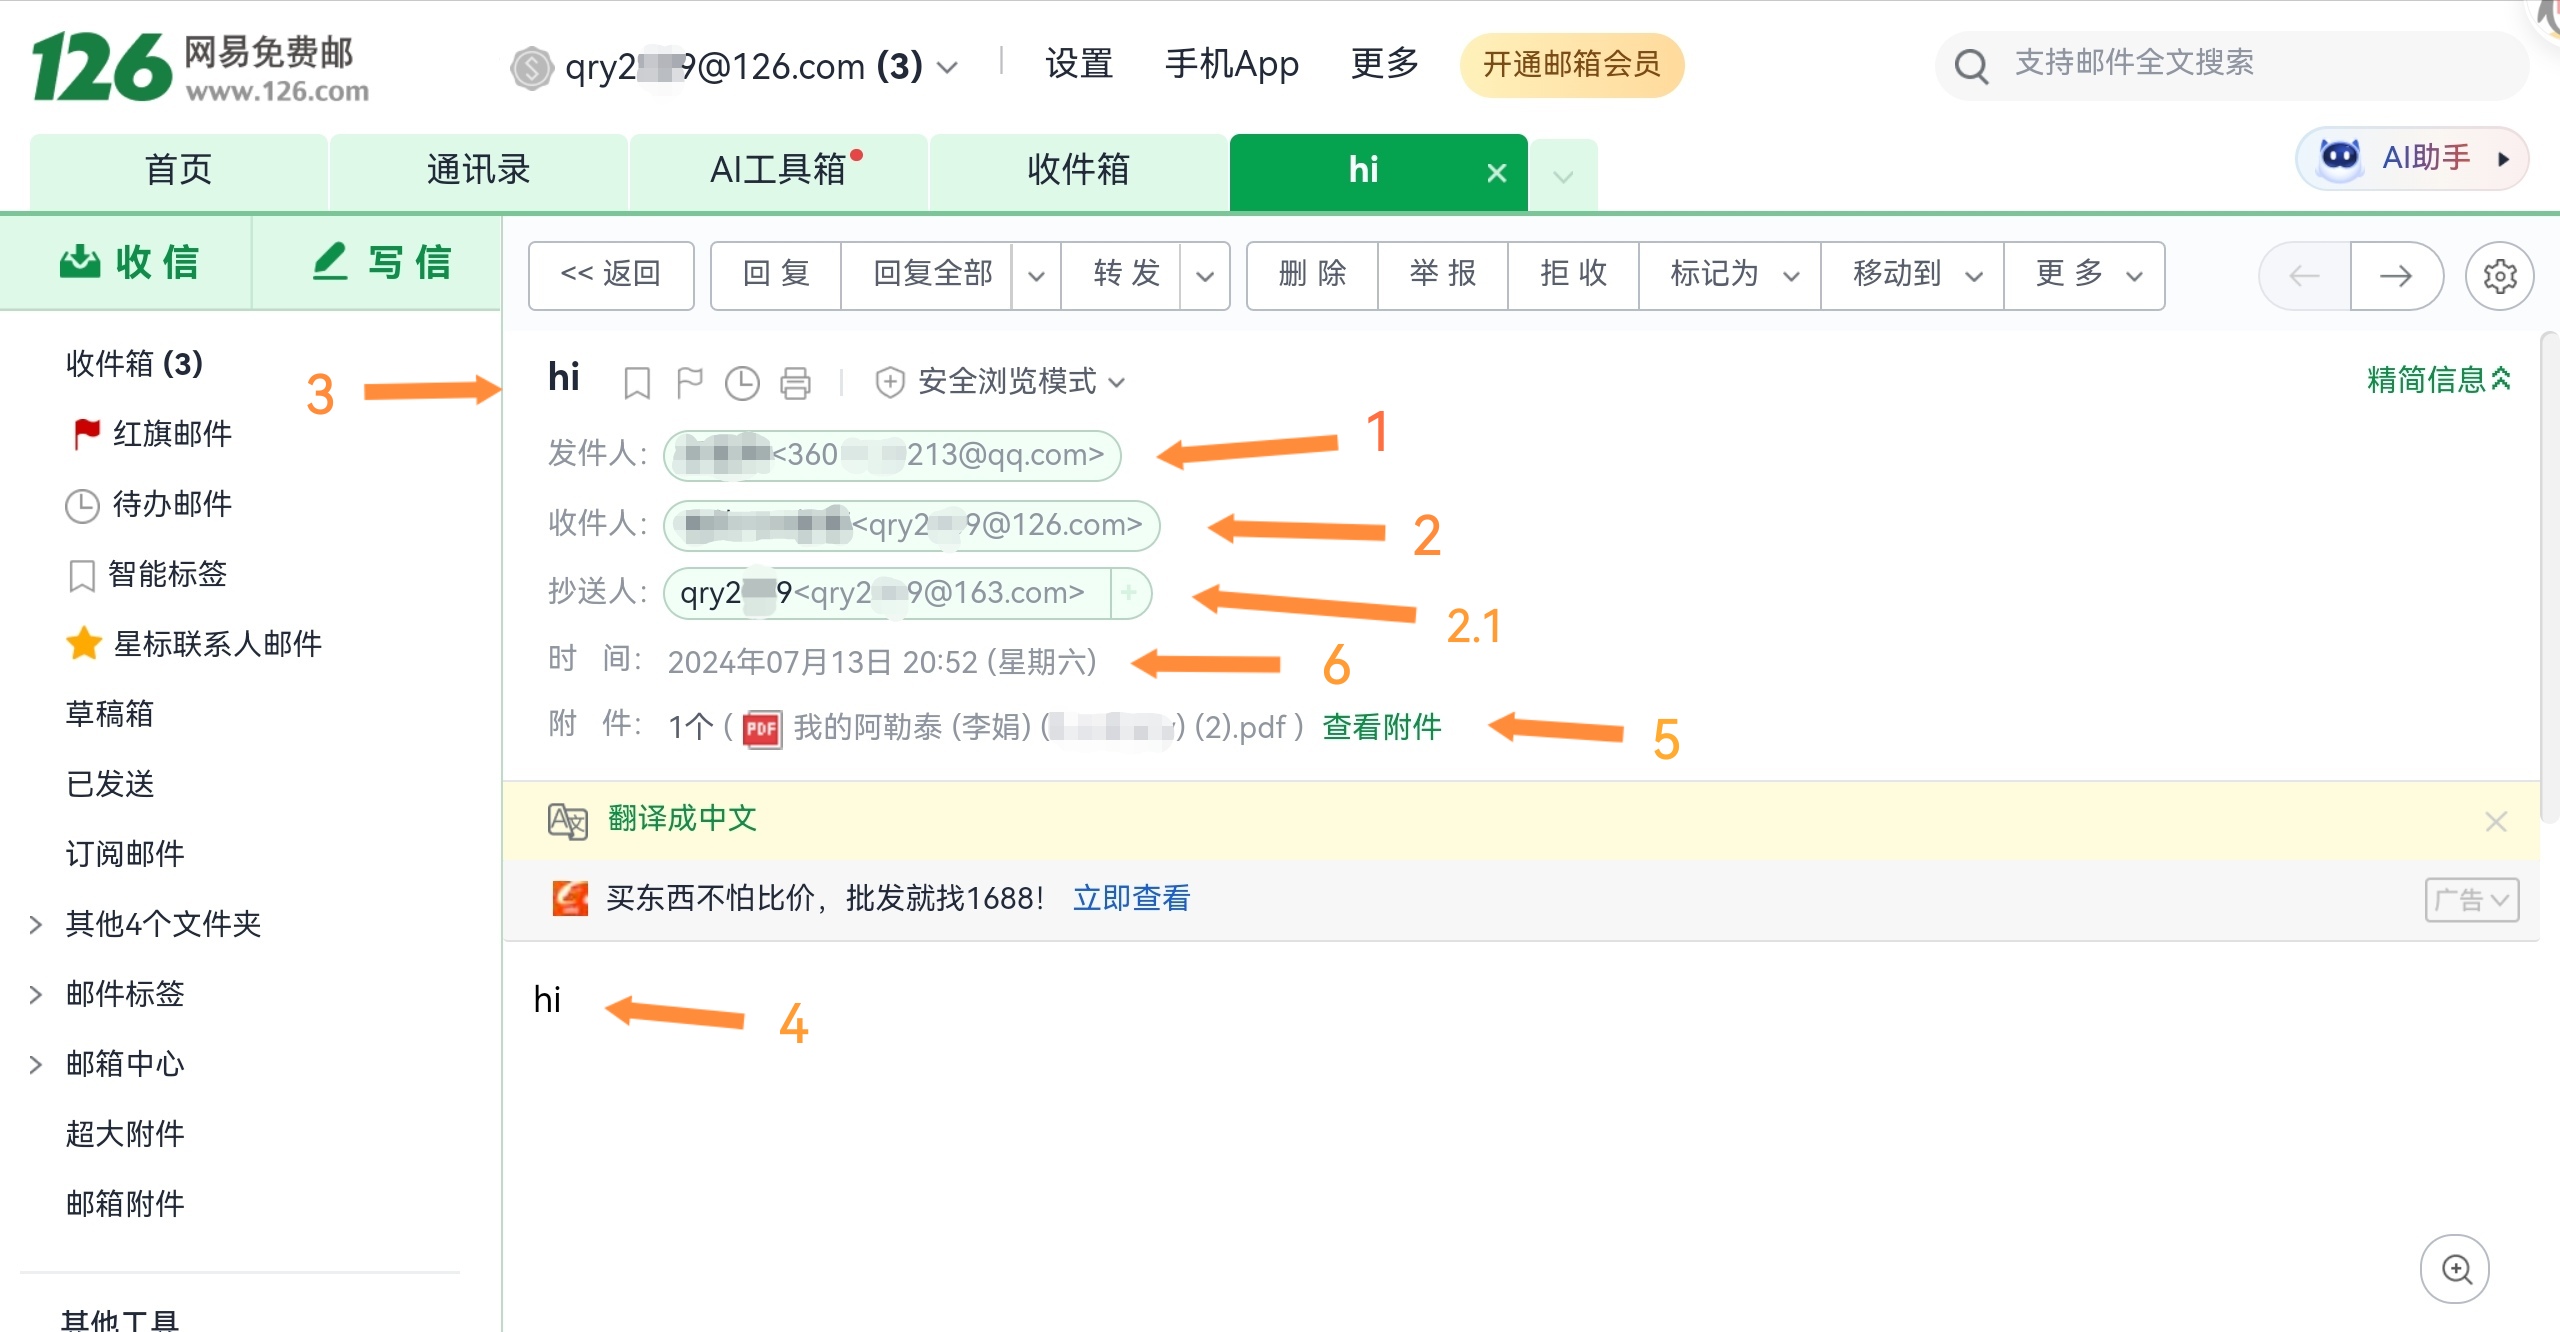 126 网易免费邮
www.126.com
qry2 9@126.com (3)
设置
手机App
更多
开通邮箱会员
支持邮件全文搜索
首页
通讯录
AI工具箱
收件箱
hi
AI助手
收 信
写 信
<< 返回
回 复
回复全部
转 发
删 除
举 报
拒 收
标记为
移动到
更 多
收件箱 (3)
红旗邮件
待办邮件
智能标签
星标联系人邮件
草稿箱
已发送
订阅邮件
其他4个文件夹
邮件标签
邮箱中心
超大附件
邮箱附件
其他工具
3
hi
安全浏览模式
精简信息
发件人： <360 213@qq.com>
1
收件人： <qry2 9@126.com>
2
抄送人： qry2 9<qry2 9@163.com> +
2.1
时 间： 2024年07月13日 20:52 (星期六)
6
附 件： 1个 ( PDF 我的阿勒泰 (李娟) ( ) (2).pdf ) 查看附件
5
翻译成中文
买东西不怕比价，批发就找1688！ 立即查看
广告
hi
4